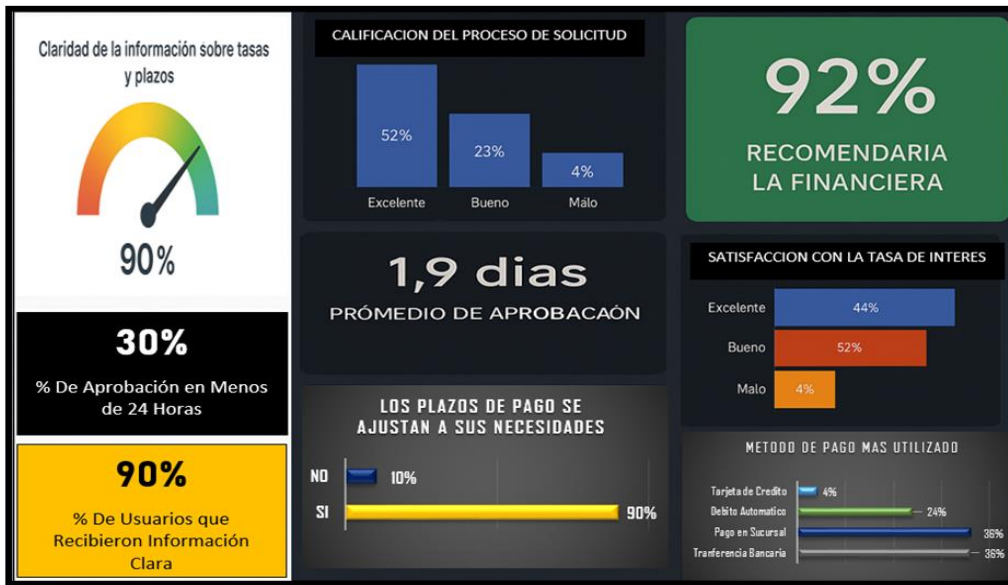 Claridad de la información sobre tasas
y plazos
90%
30%
% De Aprobación en Menos
de 24 Horas
90%
% De Usuarios que
Recibieron Información
Clara
CALIFICACION DEL PROCESO DE SOLICITUD
52%
23%
4%
Excelente
Bueno
Málo
1,9 dias
PRÓMEDIO DE APROBACAÓN
LOS PLAZOS DE PAGO SE
AJUSTAN A SUS NECESIDADES
NO
10%
SI
90%
92%
RECOMENDARIA
LA FINANCIERA
SATISFACCION CON LA TASA DE INTERES
Excelente
44%
Bueno
52%
Malo
4%
METODO DE PAGO MAS UTILIZADO
Tarjeta de Credito
4%
Debito Automatico
24%
Pago en Sucursal
36%
Tranferencia Bancaria
36%